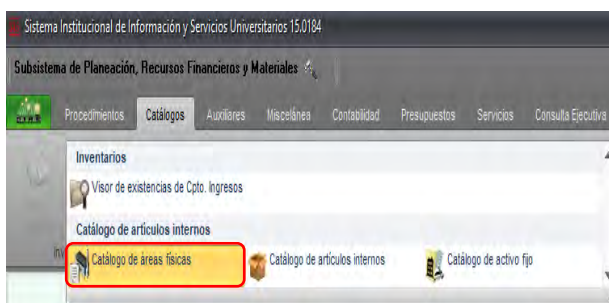 Sistema Institucional de Información y Servicios Universitarios 15.0184
Subsistema de Planeación, Recursos Financieros y Materiales
Procedimientos Catálogos Auxiliares Miscelánea Contabilidad Presupuestos Servicios Consulta Ejecutiva
Inventarios
Visor de existencias de Cpto. Ingresos
Catálogo de artículos internos
Inv
Catálogo de áreas físicas Catálogo de artículos internos Catálogo de activo fijo